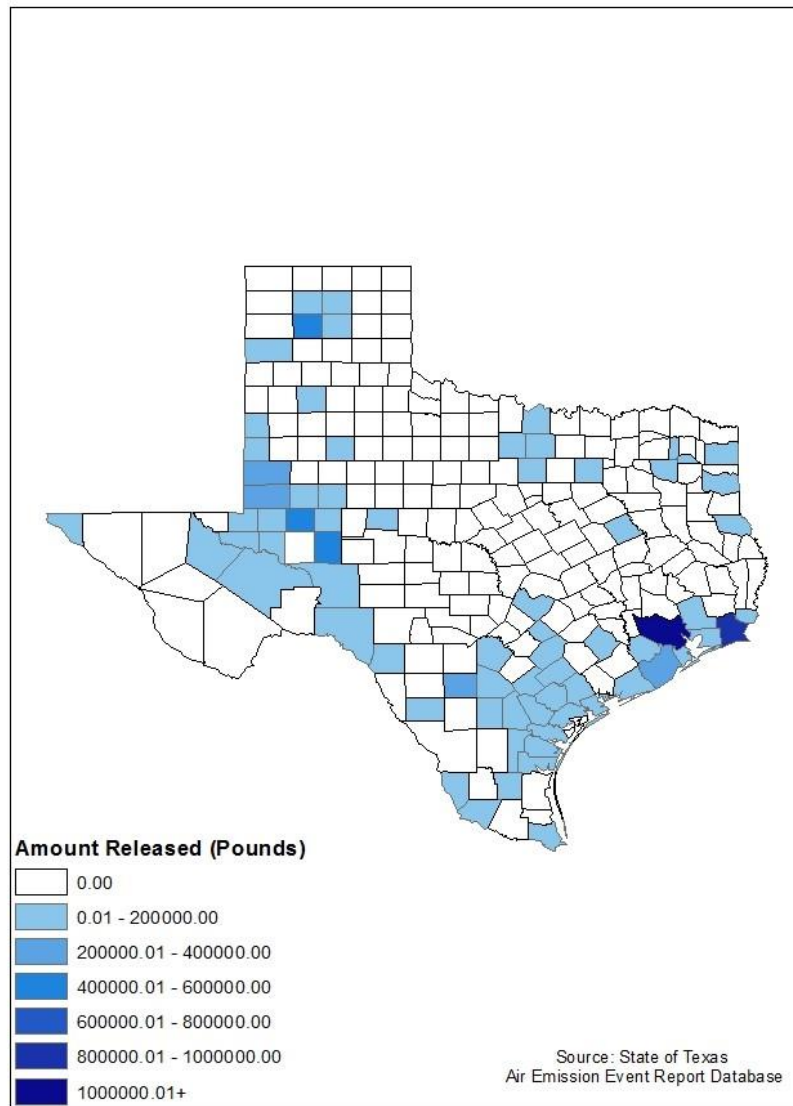 Amount Released (Pounds)
0.00
0.01 - 200000.00
200000.01 - 400000.00
400000.01 - 600000.00
600000.01 - 800000.00
800000.01 - 1000000.00
1000000.01+
Source: State of Texas
Air Emission Event Report Database